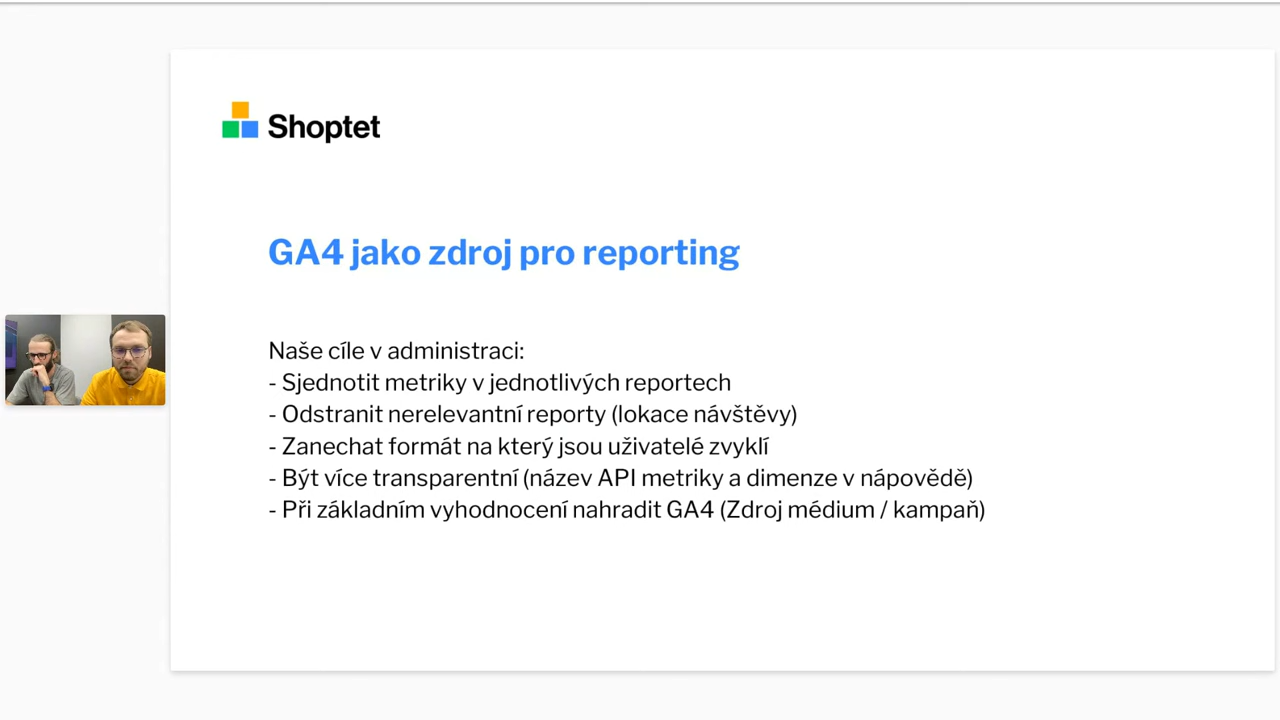 Shoptet
GA4 jako zdroj pro reporting
Naše cíle v administraci:
- Sjednotit metriky v jednotlivých reportech
- Odstranit nerelevantní reporty (lokace návštěvy)
- Zanechat formát na který jsou uživatelé zvyklí
- Být více transparentní (název API metriky a dimenze v nápovědě)
- Při základním vyhodnocení nahradit GA4 (Zdroj médium / kampaň)